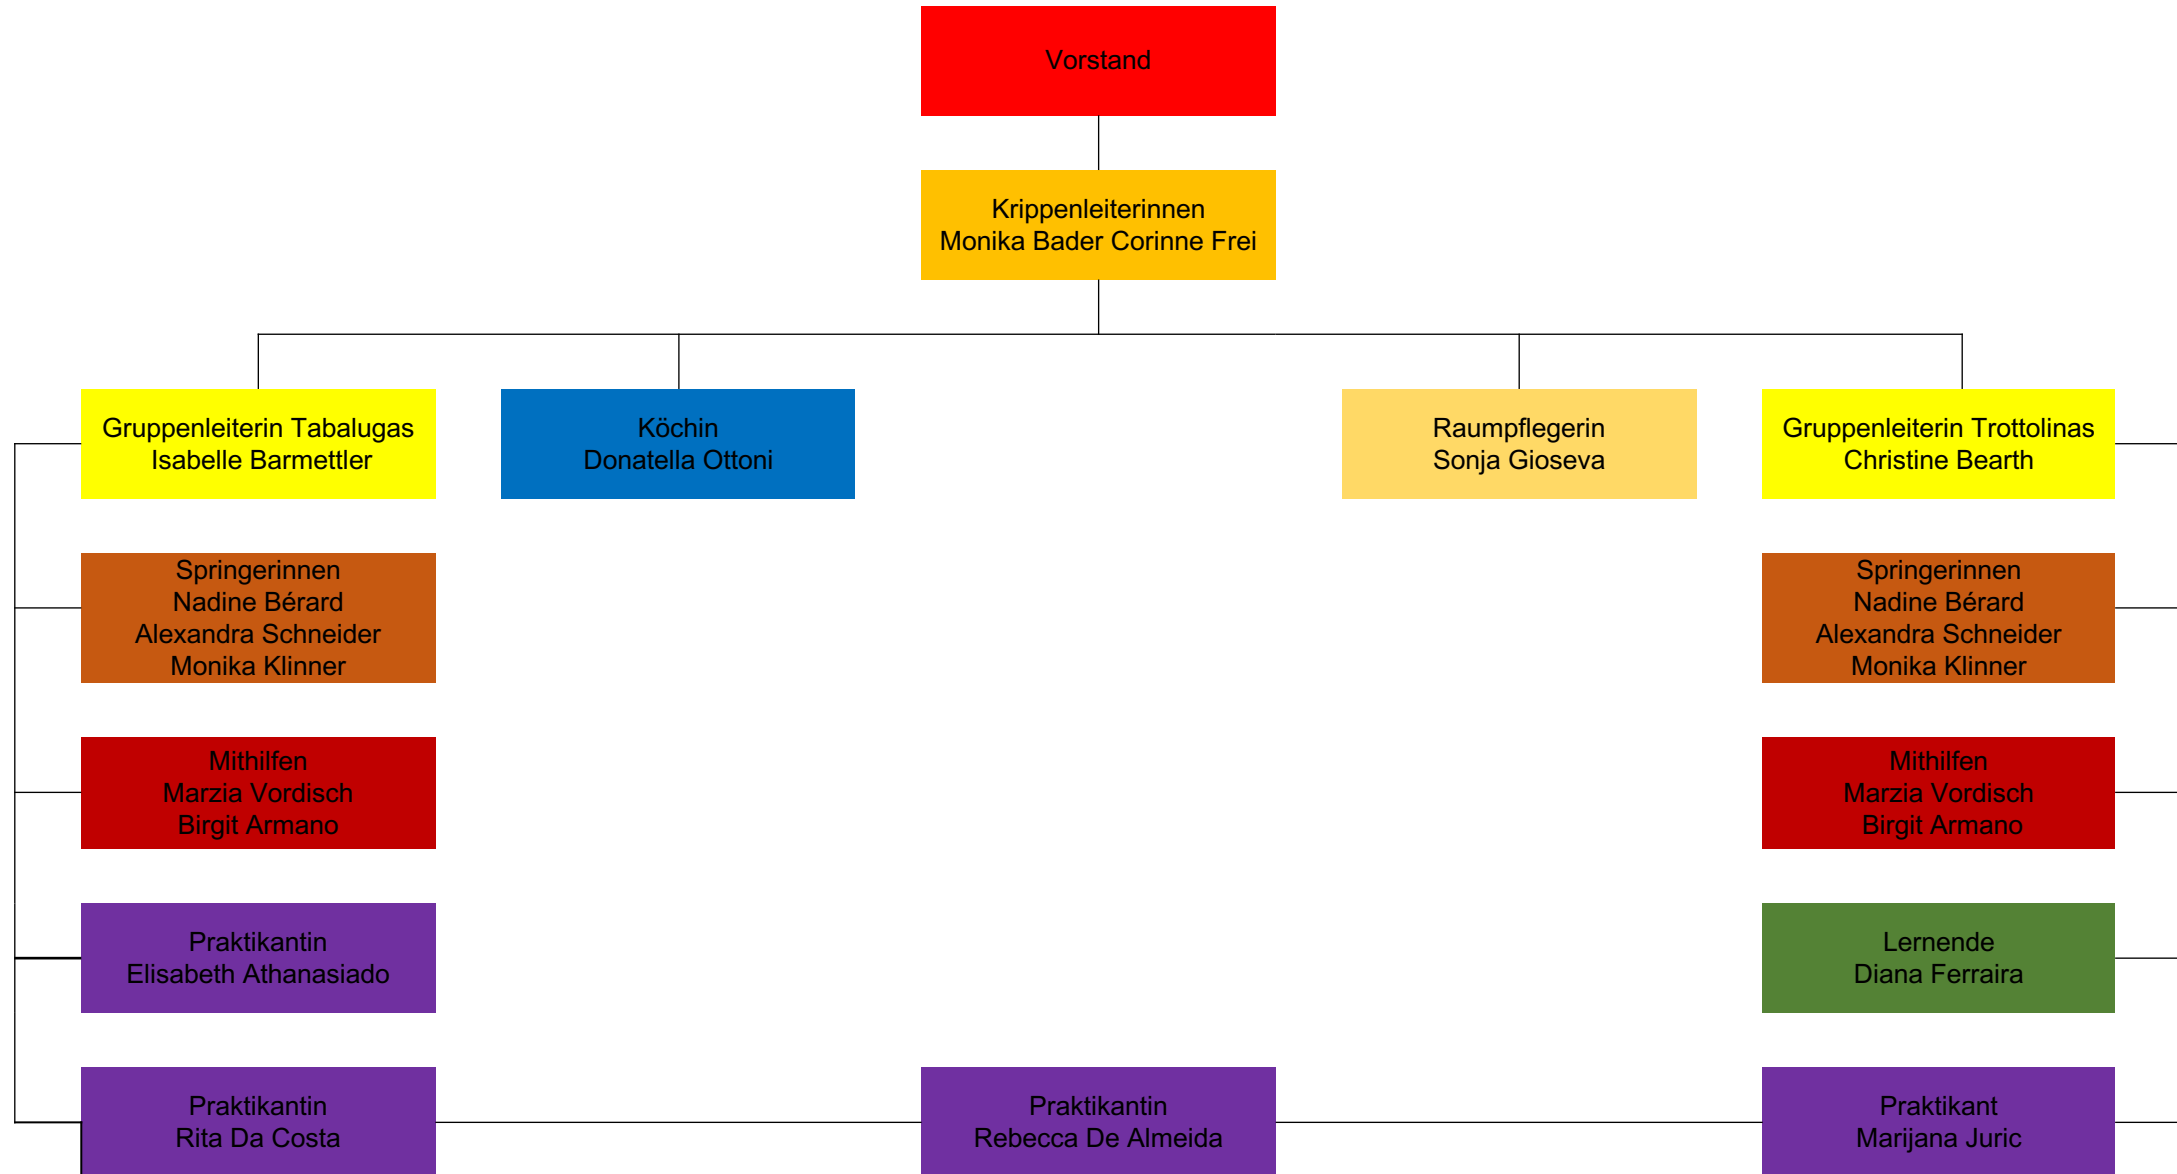 Vorstand
Krippenleiterinnen
Monika Bader Corinne Frei
Gruppenleiterin Tabalugas
Isabelle Barmettler
Köchin
Donatella Ottoni
Raumpflegerin
Sonja Gioseva
Gruppenleiterin Trottolinas
Christine Bearth
Springerinnen
Nadine Bérard
Alexandra Schneider
Monika Klinner
Springerinnen
Nadine Bérard
Alexandra Schneider
Monika Klinner
Mithilfen
Marzia Vordisch
Birgit Armano
Mithilfen
Marzia Vordisch
Birgit Armano
Praktikantin
Elisabeth Athanasiado
Lernende
Diana Ferraira
Praktikantin
Rita Da Costa
Praktikantin
Rebecca De Almeida
Praktikant
Marijana Juric